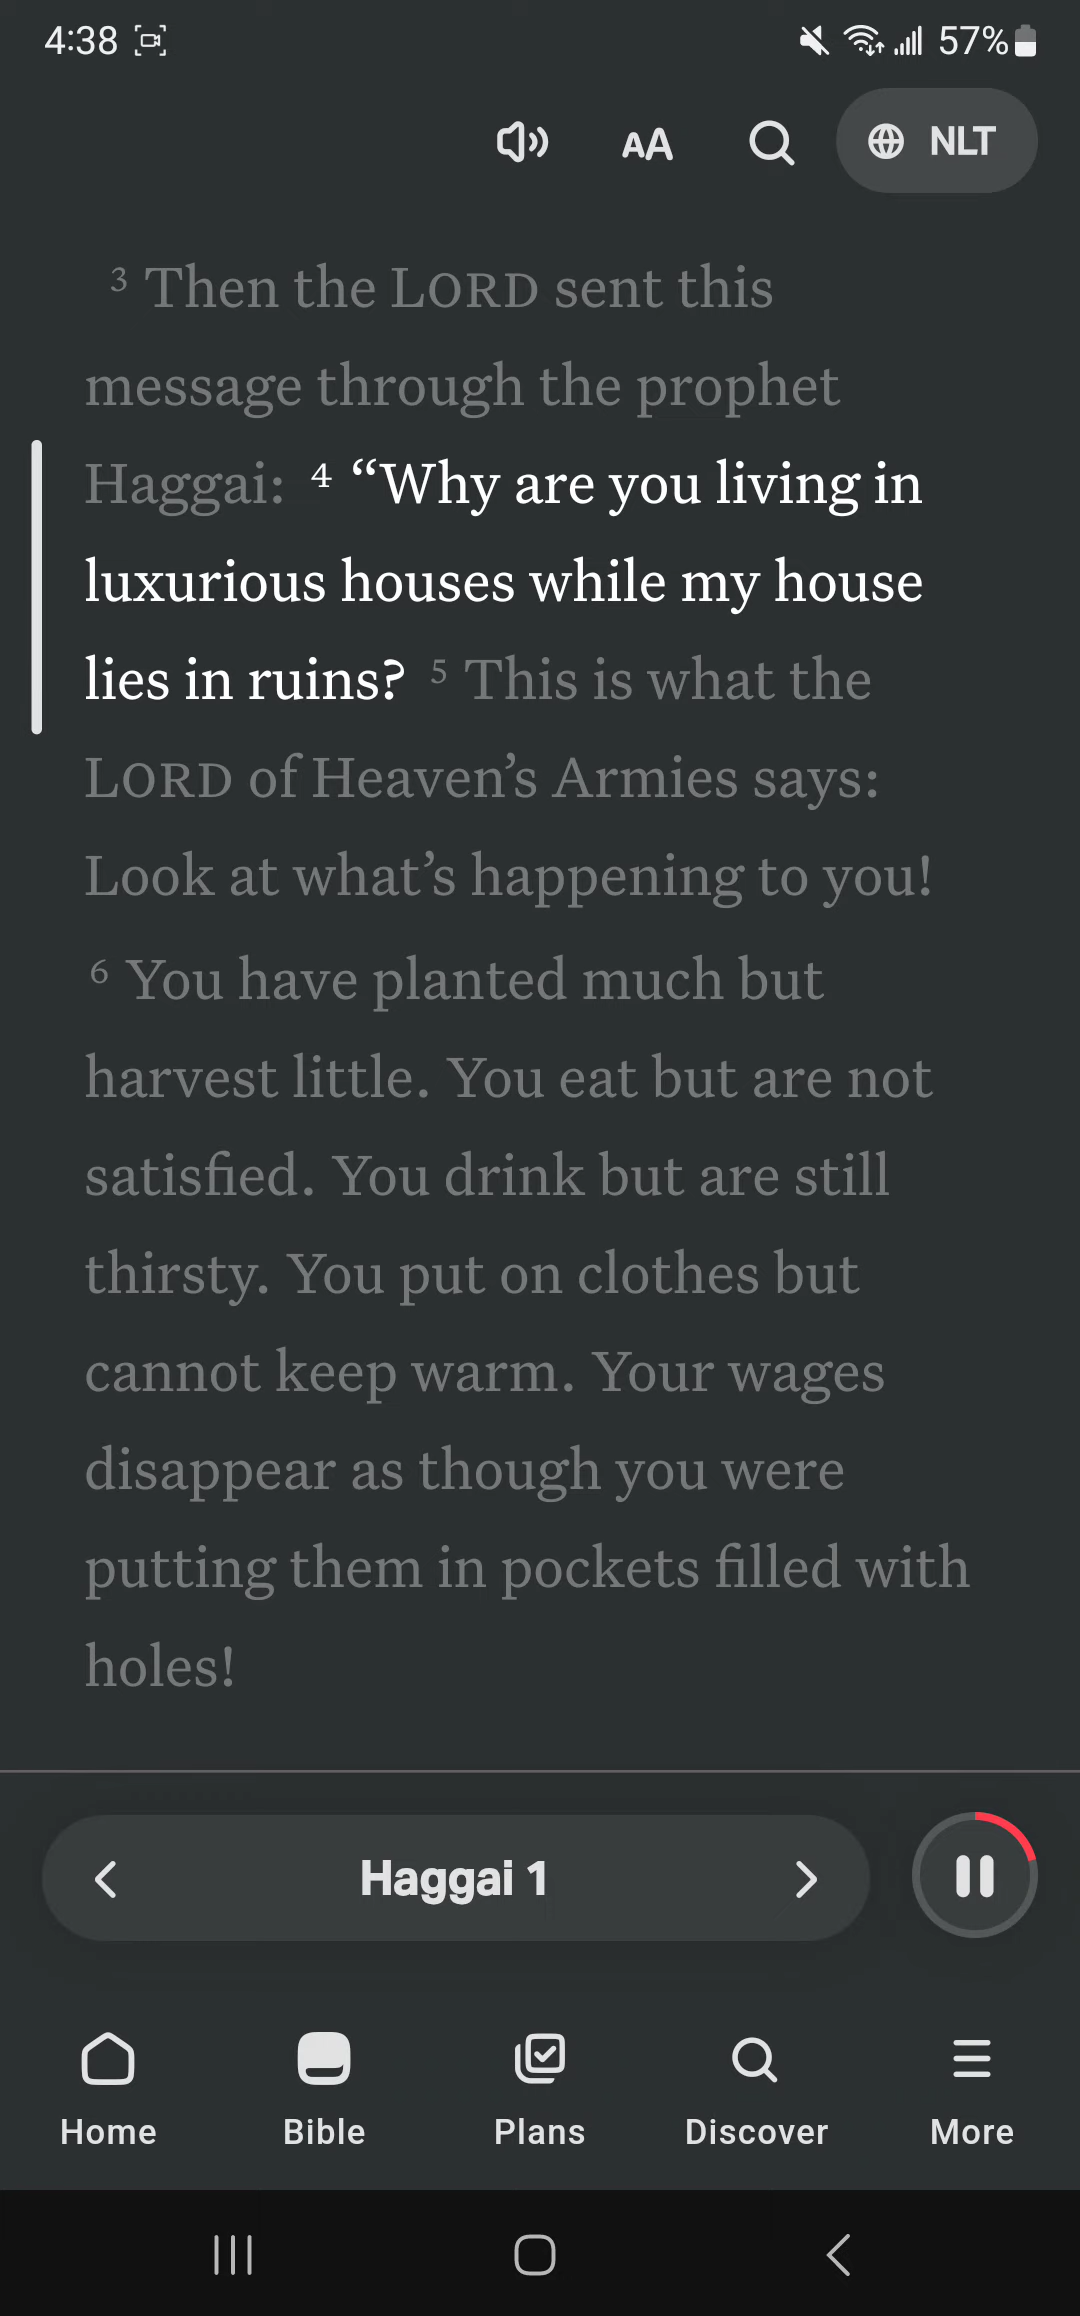 4:38
57%
AA
NLT
3 Then the LORD sent this
message through the prophet
Haggai: 4 “Why are you living in
luxurious houses while my house
lies in ruins? 5 This is what the
LORD of Heaven’s Armies says:
Look at what’s happening to you!
6 You have planted much but
harvest little. You eat but are not
satisfied. You drink but are still
thirsty. You put on clothes but
cannot keep warm. Your wages
disappear as though you were
putting them in pockets filled with
holes!
Haggai 1
Home Bible Plans Discover More